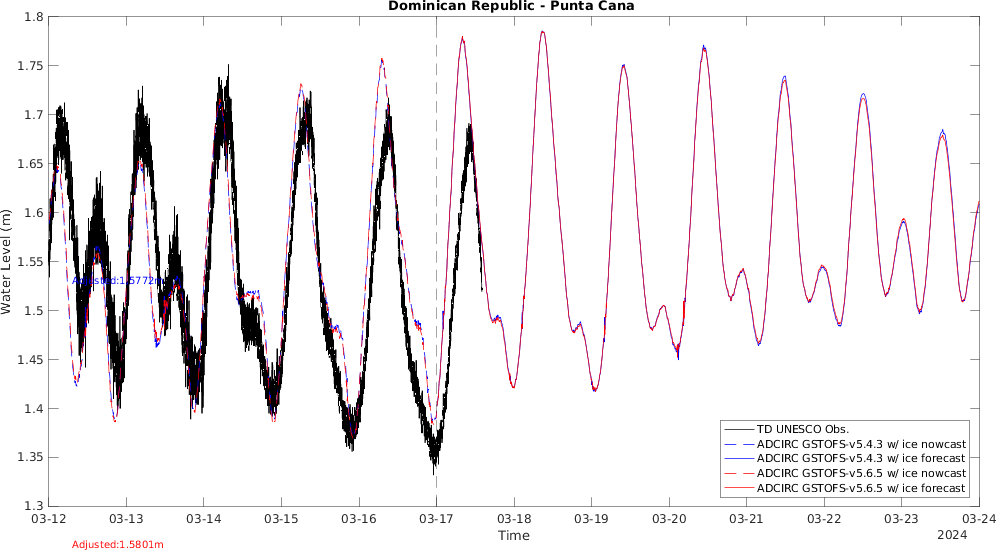 Dominican Republic - Punta Cana
Water Level (m)
1.8
1.75
1.7
1.65
1.6
1.55
1.5
1.45
1.4
1.35
1.3
Adjusted:1.5772m
TD UNESCO Obs.
ADCIRC GSTOFS-v5.4.3 w/ ice nowcast
ADCIRC GSTOFS-v5.4.3 w/ ice forecast
ADCIRC GSTOFS-v5.6.5 w/ ice nowcast
ADCIRC GSTOFS-v5.6.5 w/ ice forecast
03-12 03-13 03-14 03-15 03-16 03-17 03-18 03-19 03-20 03-21 03-22 03-23 03-24
Time
2024
Adjusted:1.5801m